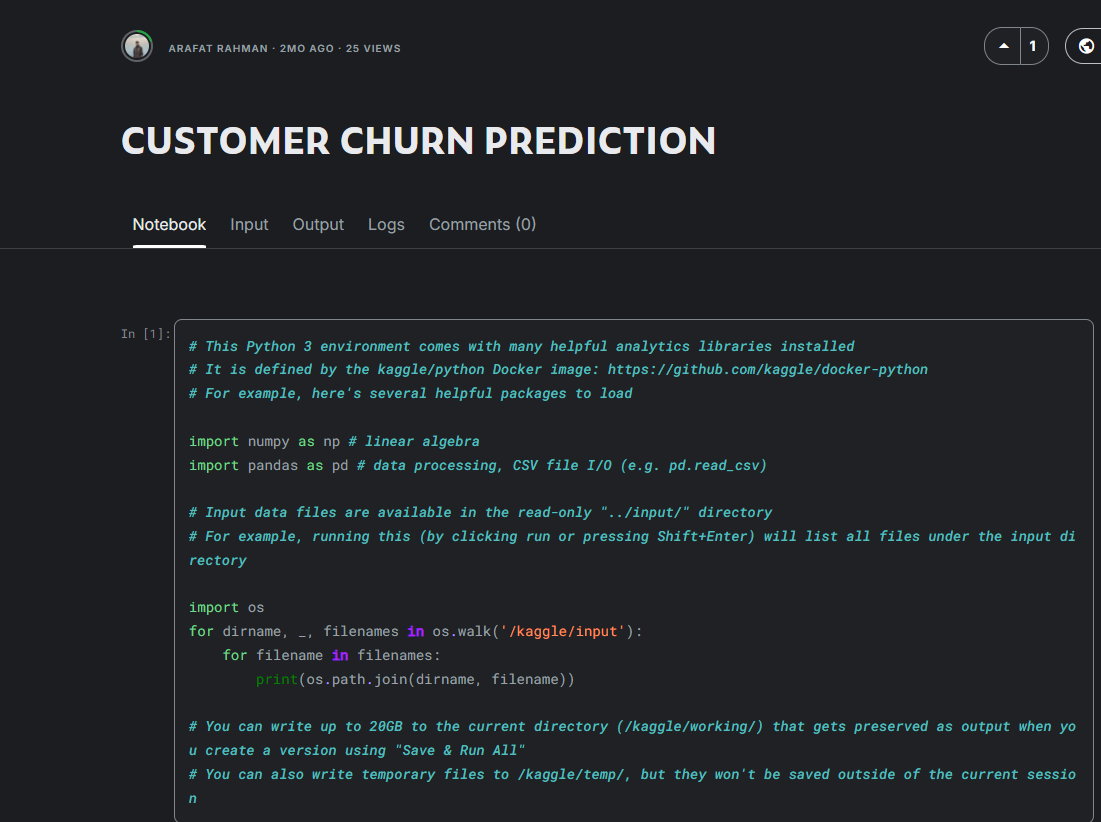 ARAFAT RAHMAN · 2MO AGO · 25 VIEWS
1
CUSTOMER CHURN PREDICTION
Notebook Input Output Logs Comments (0)
In [1]:
# This Python 3 environment comes with many helpful analytics libraries installed
# It is defined by the kaggle/python Docker image: https://github.com/kaggle/docker-python
# For example, here's several helpful packages to load

import numpy as np # linear algebra
import pandas as pd # data processing, CSV file I/O (e.g. pd.read_csv)

# Input data files are available in the read-only "../input/" directory
# For example, running this (by clicking run or pressing Shift+Enter) will list all files under the input di
rectory

import os
for dirname, _, filenames in os.walk('/kaggle/input'):
    for filename in filenames:
        print(os.path.join(dirname, filename))

# You can write up to 20GB to the current directory (/kaggle/working/) that gets preserved as output when yo
u create a version using "Save & Run All"
# You can also write temporary files to /kaggle/temp/, but they won't be saved outside of the current sessio
n